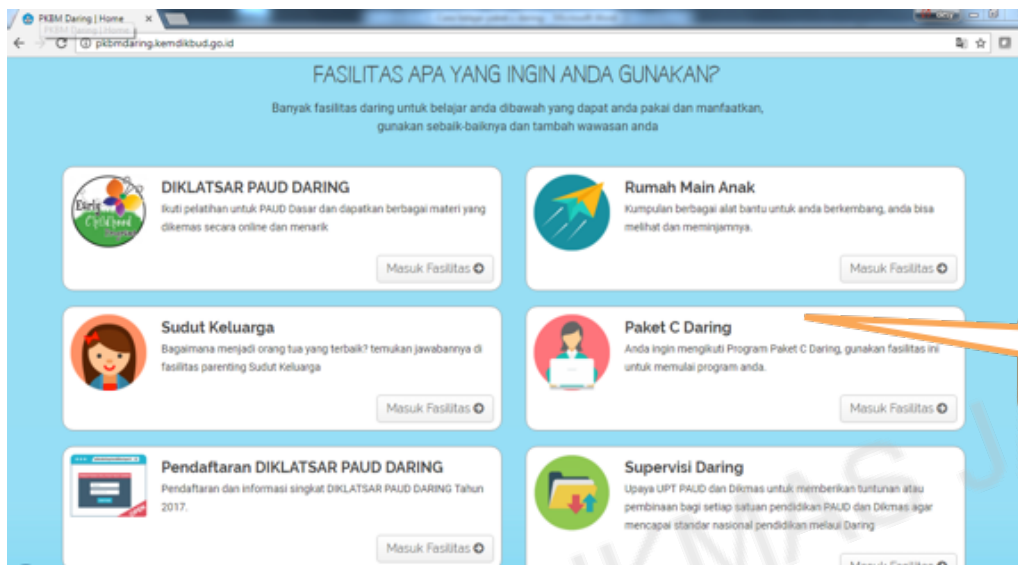 PKBM Daring | Home
PKBM Daring | Home
pkbmdaring.kemdikbud.go.id
FASILITAS APA YANG INGIN ANDA GUNAKAN?
Banyak fasilitas daring untuk belajar anda dibawah yang dapat anda pakai dan manfaatkan,
gunakan sebaik-baiknya dan tambah wawasan anda
DIKLATSAR PAUD DARING
Ikuti pelatihan untuk PAUD Dasar dan dapatkan berbagai materi yang
dikemas secara online dan menarik
Masuk Fasilitas
Rumah Main Anak
Kumpulan berbagai alat bantu untuk anda berkembang, anda bisa
melihat dan meminjamnya.
Masuk Fasilitas
Sudut Keluarga
Bagaimana menjadi orang tua yang terbaik? temukan jawabannya di
fasilitas parenting Sudut Keluarga
Masuk Fasilitas
Paket C Daring
Anda ingin mengikuti Program Paket C Daring, gunakan fasilitas ini
untuk memulai program anda.
Masuk Fasilitas
Pendaftaran DIKLATSAR PAUD DARING
Pendaftaran dan informasi singkat DIKLATSAR PAUD DARING Tahun
2017.
Masuk Fasilitas
Supervisi Daring
Upaya UPT PAUD dan Dikmas untuk memberikan tuntunan atau
pembinaan bagi setiap satuan pendidikan PAUD dan Dikmas agar
mencapai standar nasional pendidikan melaui Daring
Masuk Fasilitas